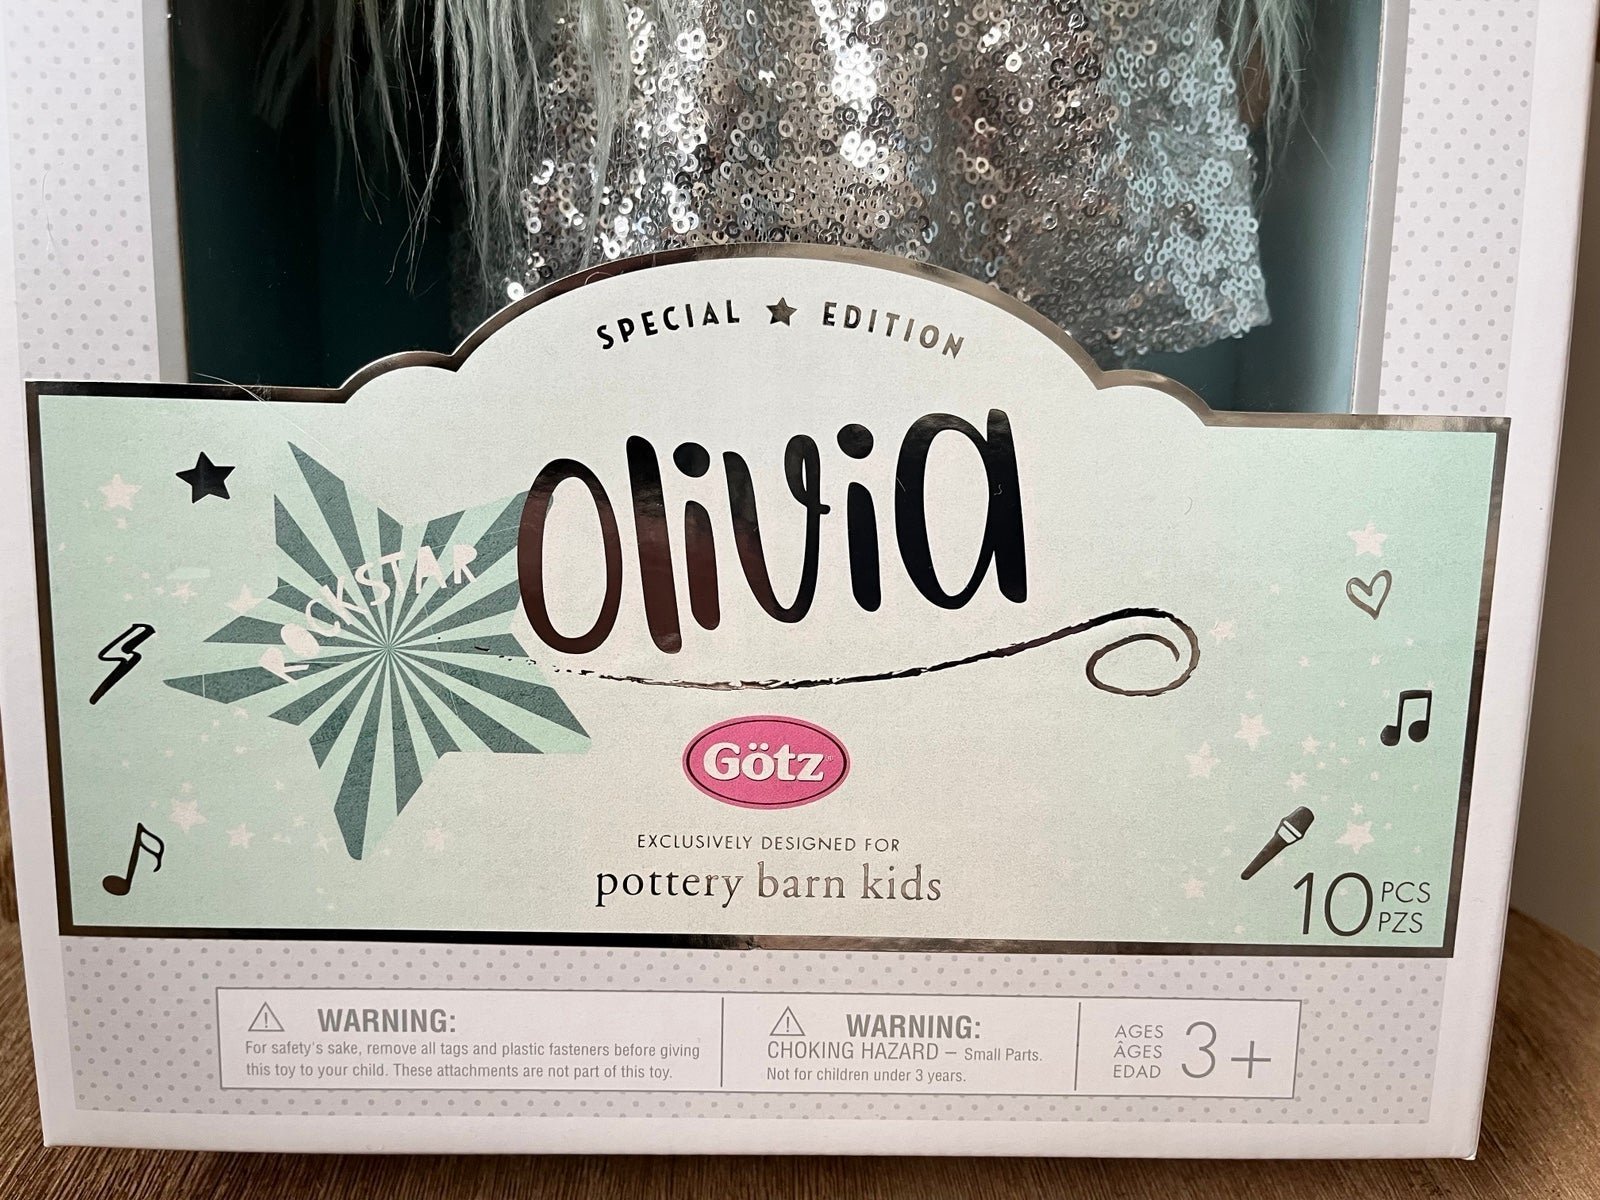 SPECIAL ★ EDITION
Olivia
ROCKSTAR
Götz
EXCLUSIVELY DESIGNED FOR
pottery barn kids
10 PCS
PZS
WARNING:
For safety's sake, remove all tags and plastic fasteners before giving
this toy to your child. These attachments are not part of this toy.
WARNING:
CHOKING HAZARD – Small Parts.
Not for children under 3 years.
AGES
ÂGES
EDAD
3+